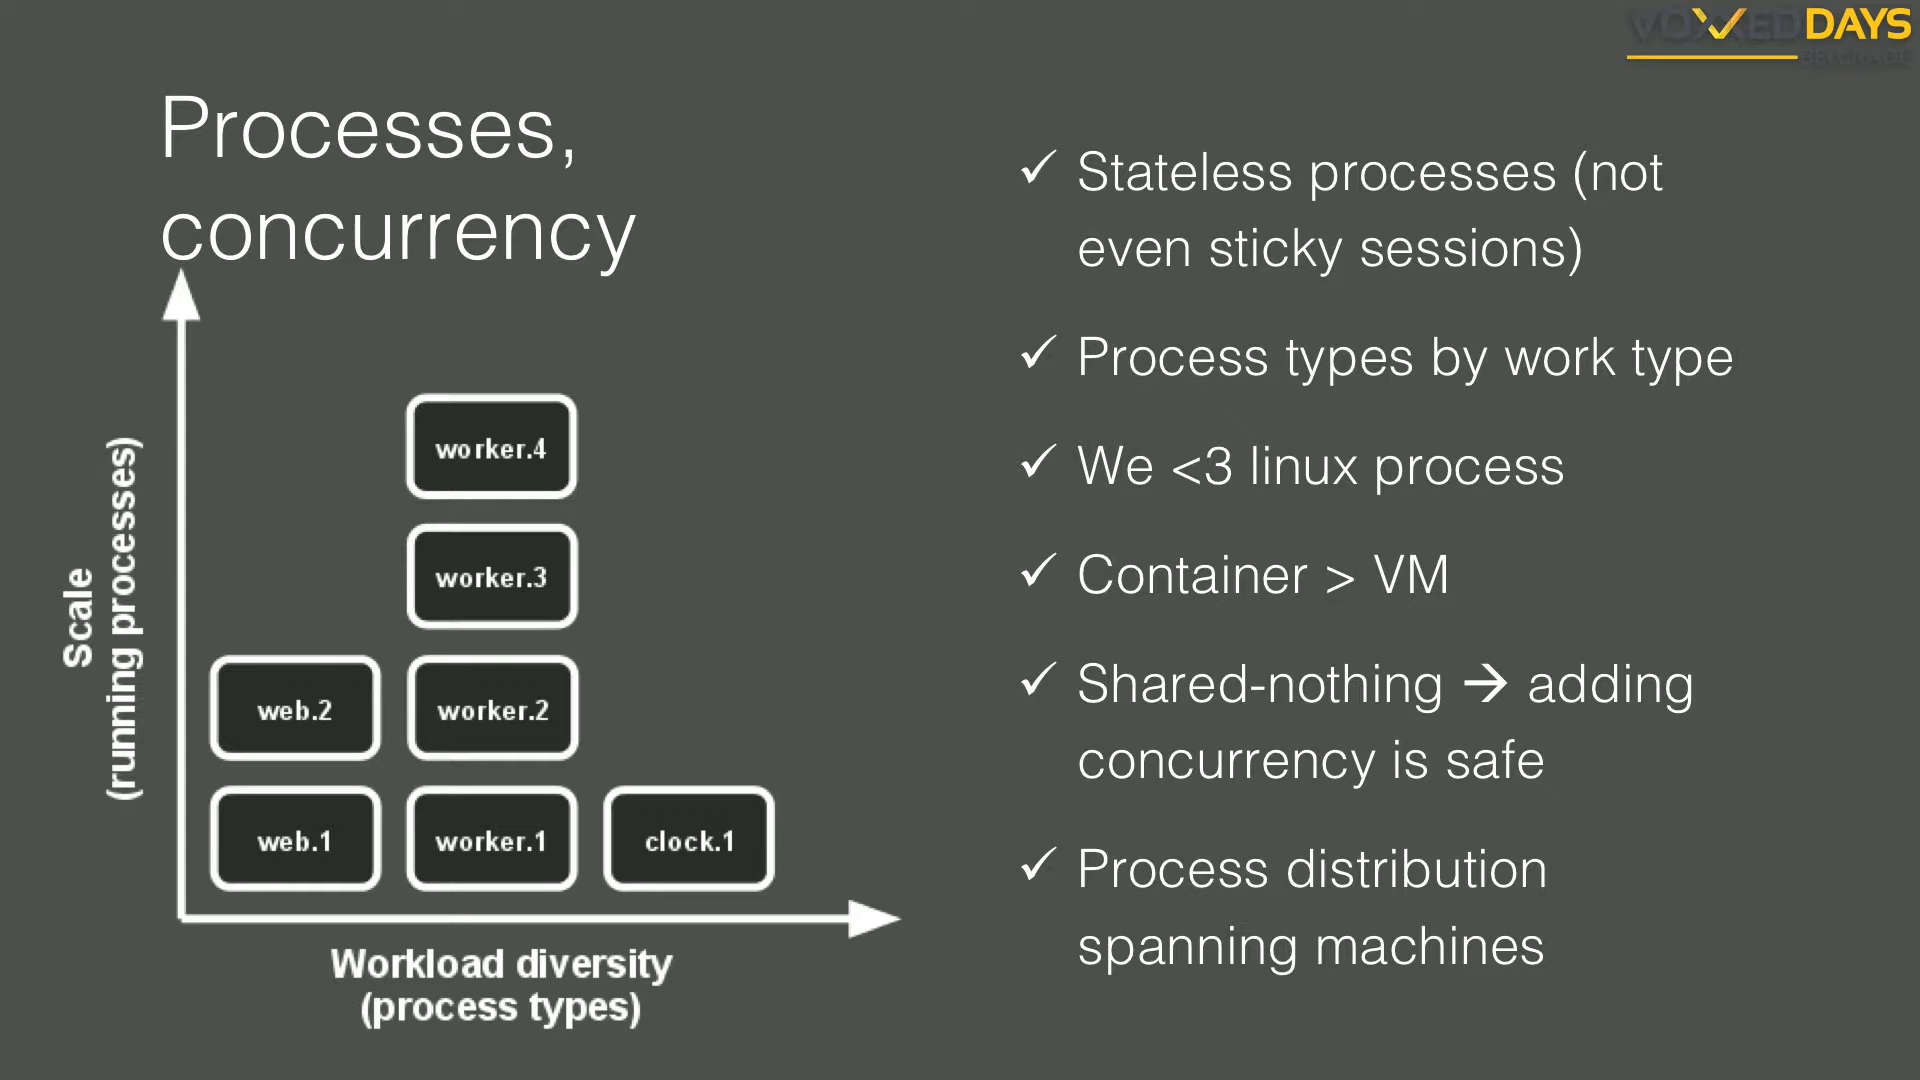 VOXXED DAYS
BELGRADE
Processes,
concurrency
✓ Stateless processes (not
even sticky sessions)
✓ Process types by work type
✓ We <3 linux process
✓ Container > VM
✓ Shared-nothing → adding
concurrency is safe
✓ Process distribution
spanning machines
Scale
(running processes)
worker.4
worker.3
web.2 worker.2
web.1 worker.1 clock.1
Workload diversity
(process types)